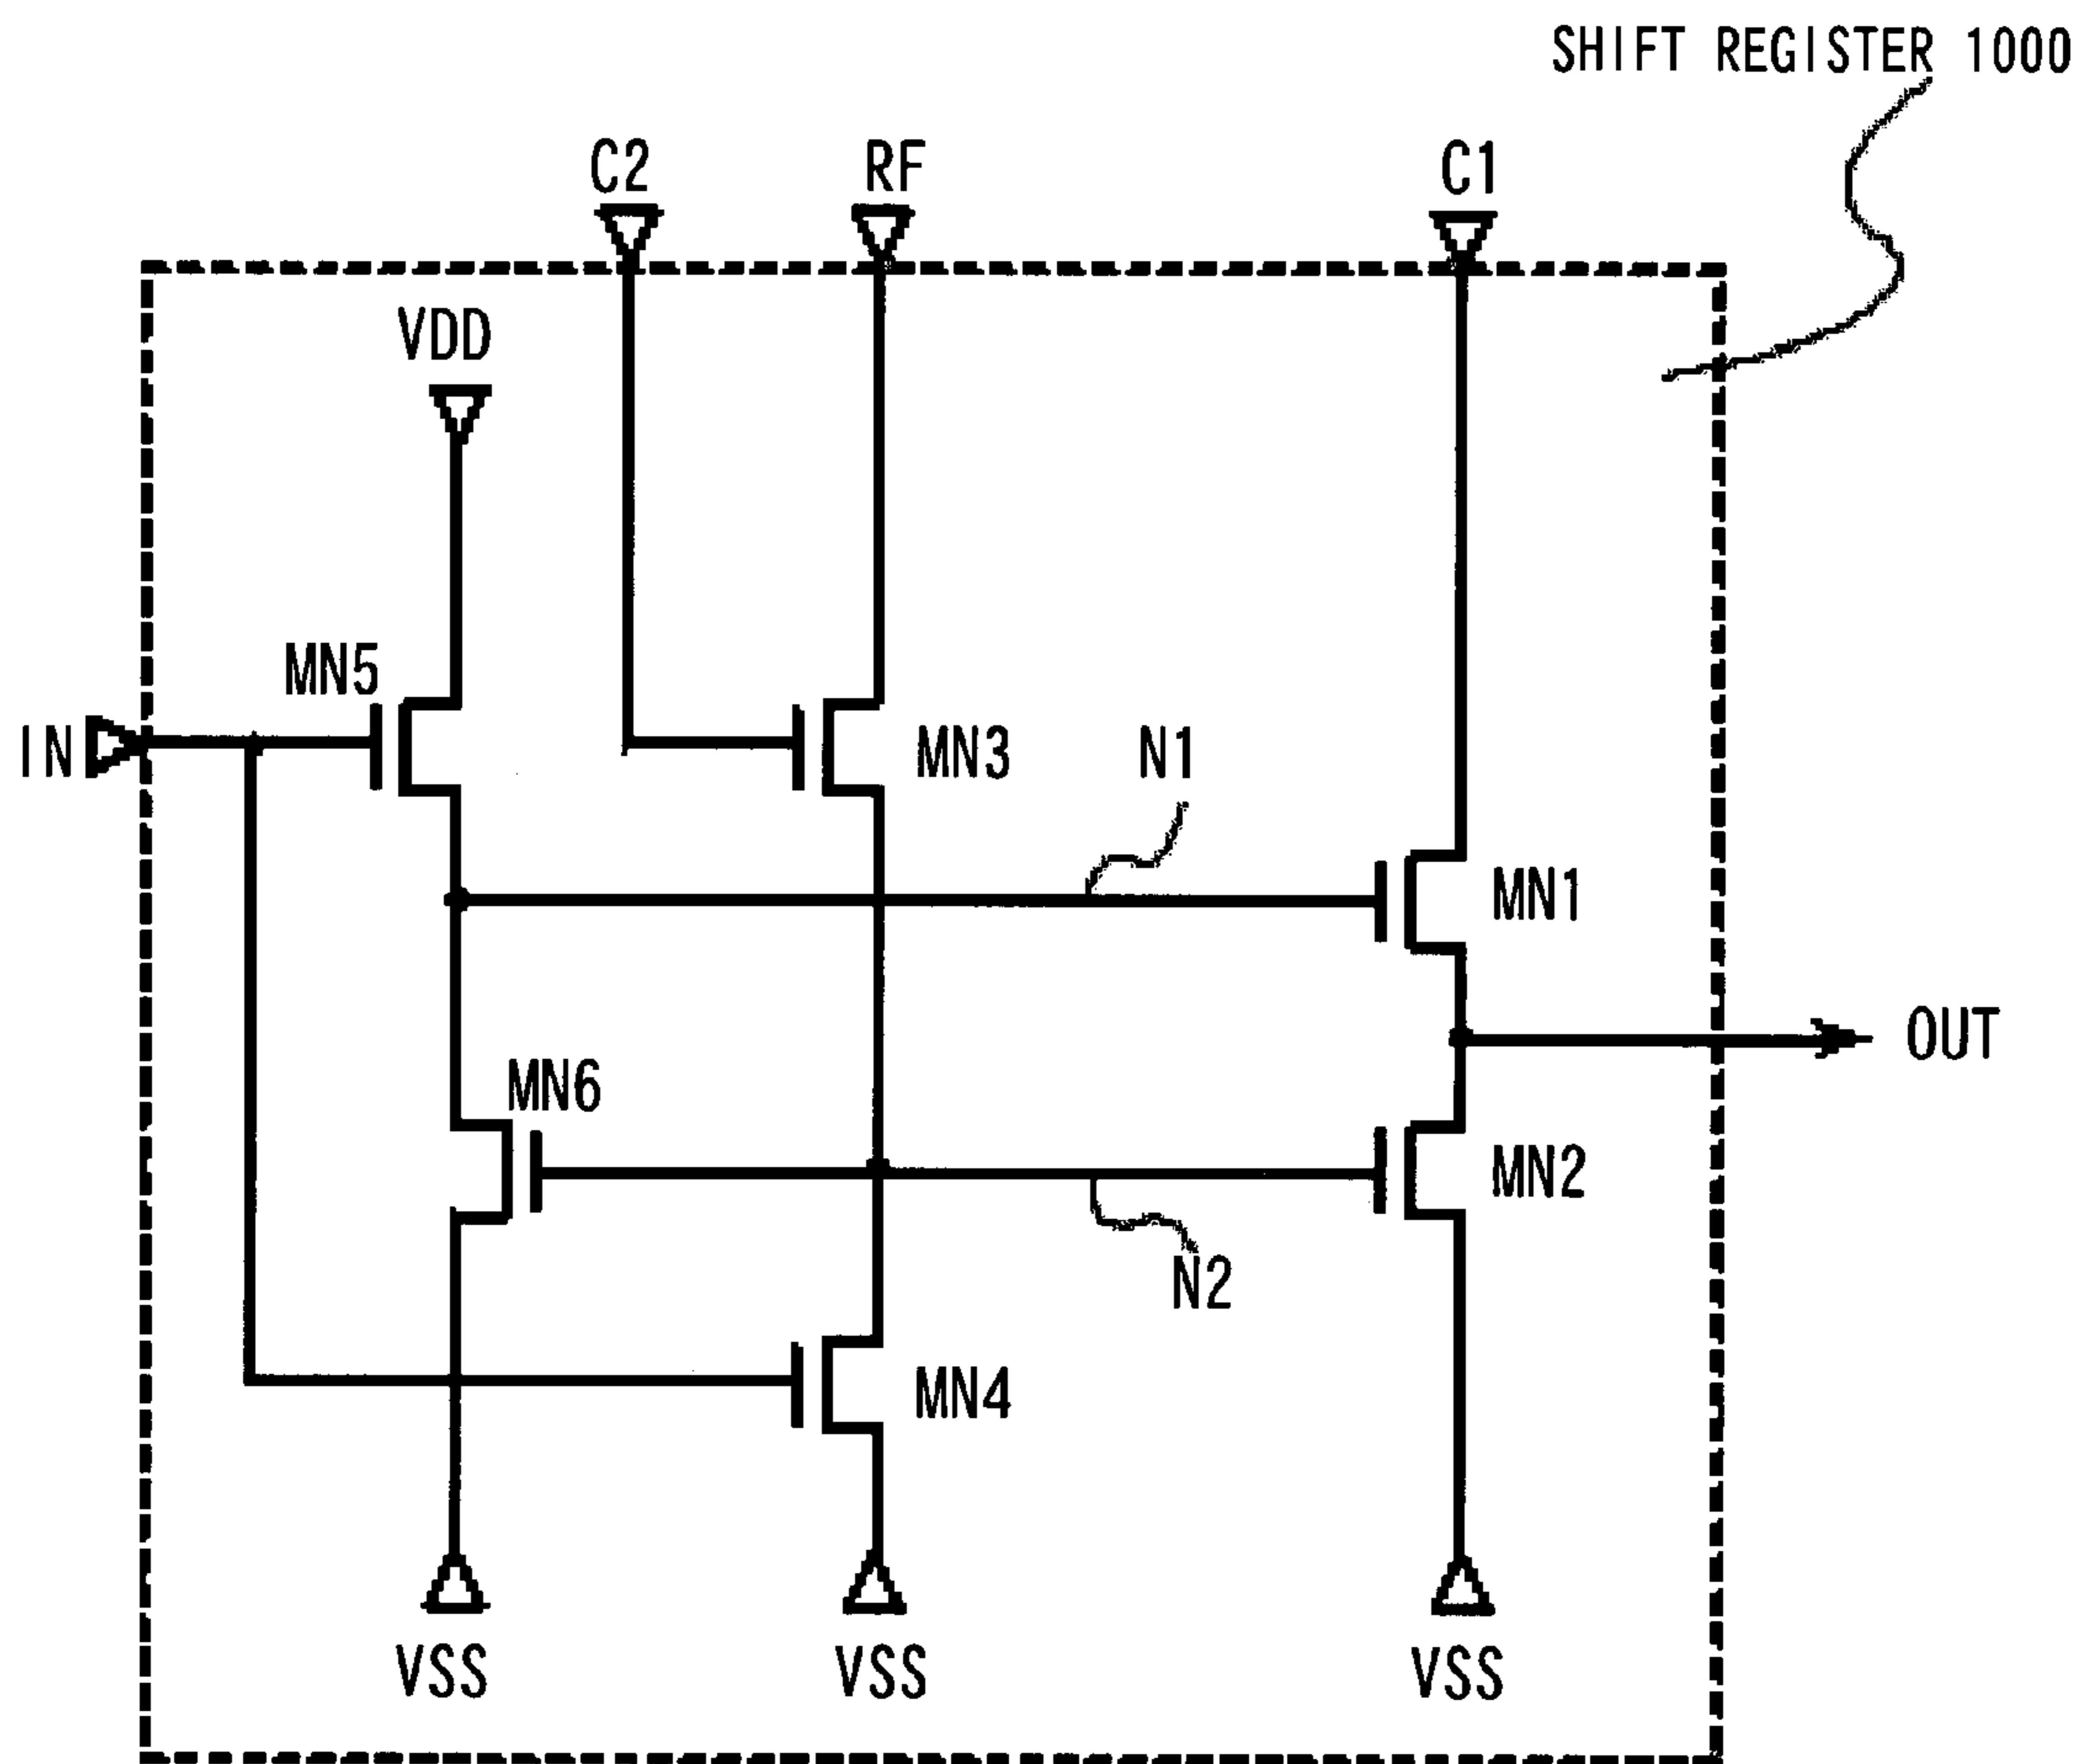 SHIFT REGISTER 1000
C2
RF
C1
VDD
MN5
IN
MN3
N1
MN1
OUT
MN6
MN2
N2
MN4
VSS
VSS
VSS